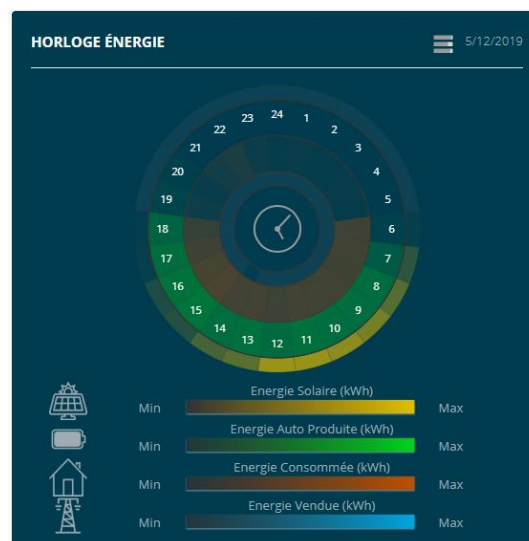 HORLOGE ÉNERGIE
5/12/2019
24
1
2
3
4
5
6
7
8
9
10
11
12
13
14
15
16
17
18
19
20
21
22
23
Energie Solaire (kWh)
Min Max
Energie Auto Produite (kWh)
Min Max
Energie Consommée (kWh)
Min Max
Energie Vendue (kWh)
Min Max